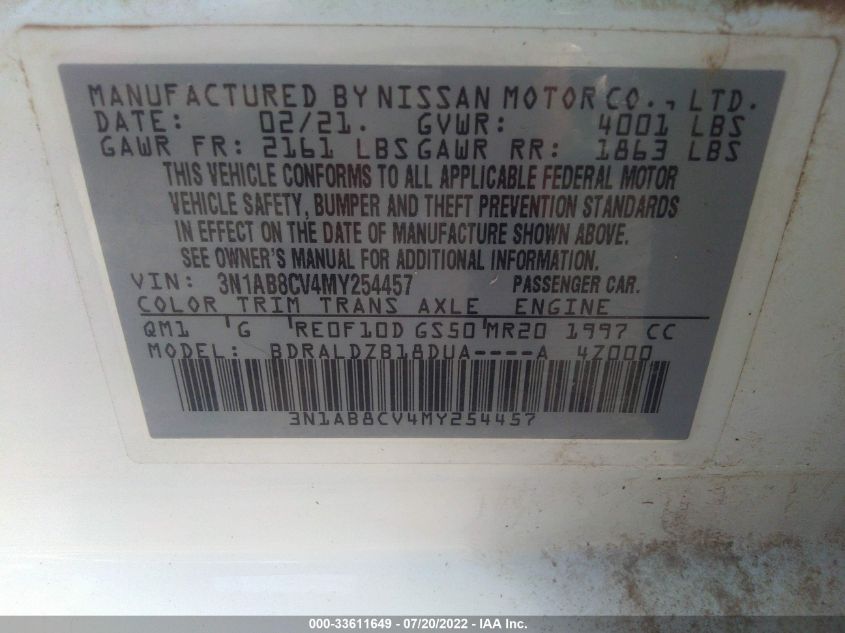 MANUFACTURED BY NISSAN MOTOR CO., LTD.
DATE: 02/21. GVWR: 4001 LBS
GAWR FR: 2161 LBS GAWR RR: 1863 LBS
THIS VEHICLE CONFORMS TO ALL APPLICABLE FEDERAL MOTOR
VEHICLE SAFETY, BUMPER AND THEFT PREVENTION STANDARDS
IN EFFECT ON THE DATE OF MANUFACTURE SHOWN ABOVE.
SEE OWNER'S MANUAL FOR ADDITIONAL INFORMATION.
VIN: 3N1AB8CV4MY254457 PASSENGER CAR.
COLOR TRIM TRANS AXLE ENGINE
QM1 'G 'RE0F10D GS50'MR20 1997 CC
MODEL: BDRALDZB18DUA----A 4Z000
3N1AB8CV4MY254457
000-33611649 - 07/20/2022 - IAA Inc.